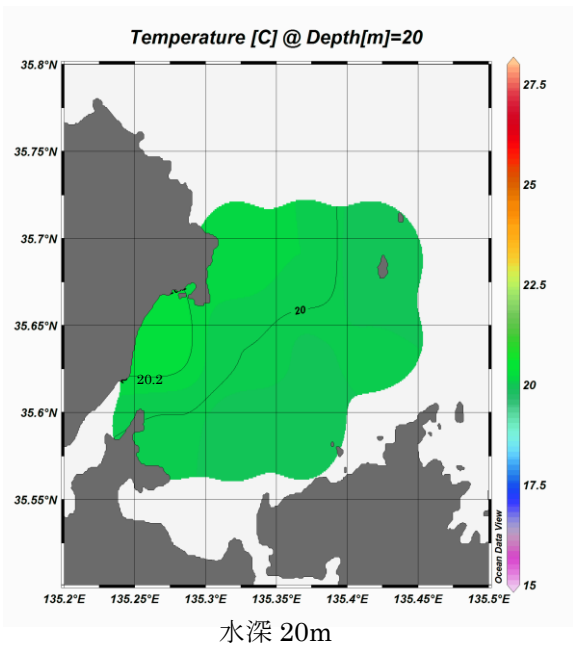 Temperature [C] @ Depth[m]=20
35.8°N
35.75°N
35.7°N
35.65°N
35.6°N
35.55°N
20
20.2
135.2°E
135.25°E
135.3°E
135.35°E
135.4°E
135.45°E
135.5°E
27.5
25
22.5
20
17.5
15
Ocean Data View
水深 20m